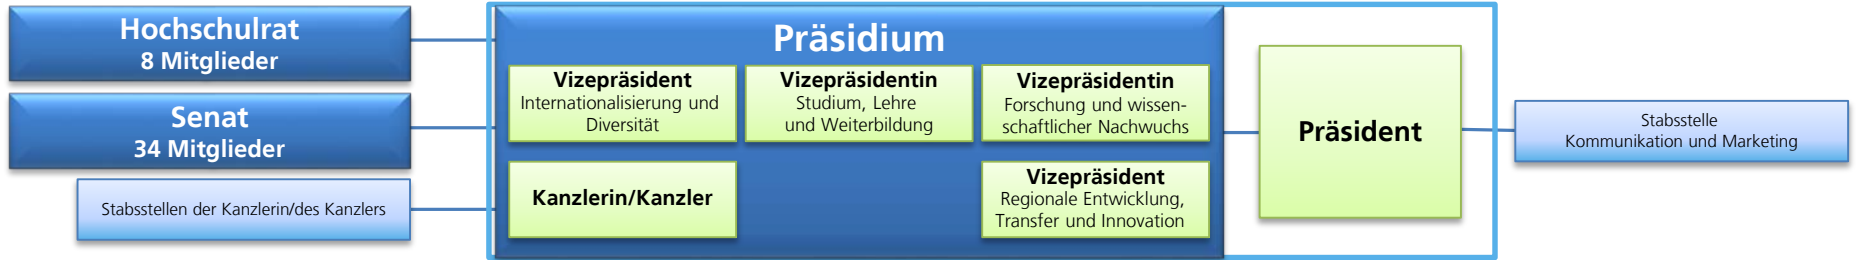 Hochschulrat
8 Mitglieder
Senat
34 Mitglieder
Stabsstellen der Kanzlerin/des Kanzlers
Präsidium
Vizepräsident
Internationalisierung und
Diversität
Vizepräsidentin
Studium, Lehre
und Weiterbildung
Vizepräsidentin
Forschung und wissen-
schaftlicher Nachwuchs
Kanzlerin/Kanzler
Vizepräsident
Regionale Entwicklung,
Transfer und Innovation
Präsident
Stabsstelle
Kommunikation und Marketing